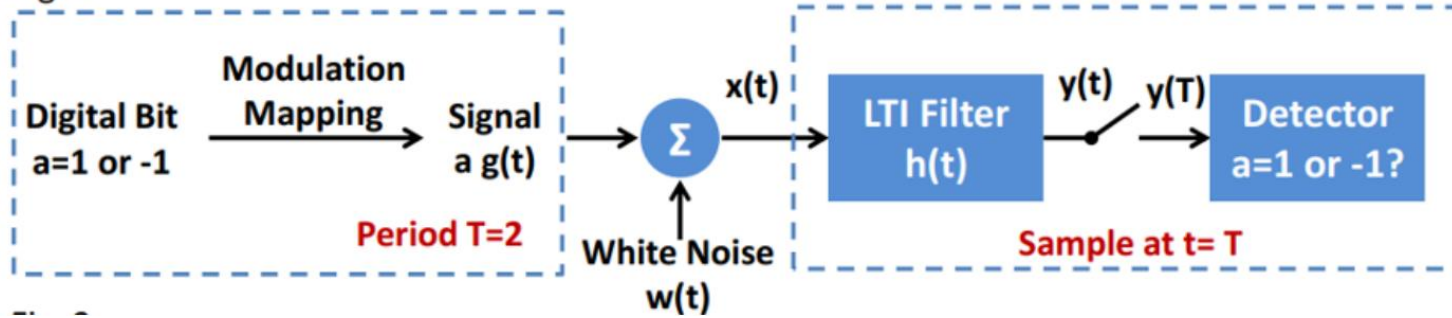 Digital Bit
a=1 or -1
Modulation
Mapping
Signal
a g(t)
Period T=2
Σ
White Noise
w(t)
x(t)
LTI Filter
h(t)
y(t)
y(T)
Detector
a=1 or -1?
Sample at t= T